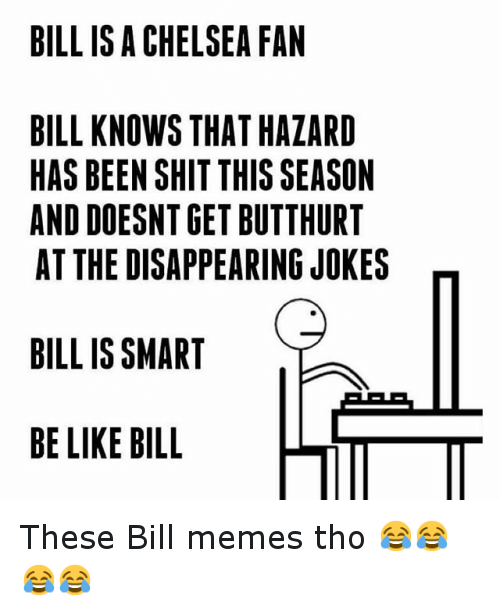 BILL IS A CHELSEA FAN
BILL KNOWS THAT HAZARD
HAS BEEN SHIT THIS SEASON
AND DOESNT GET BUTTHURT
AT THE DISAPPEARING JOKES
BILL IS SMART
BE LIKE BILL
These Bill memes tho 😂😂
😂😂